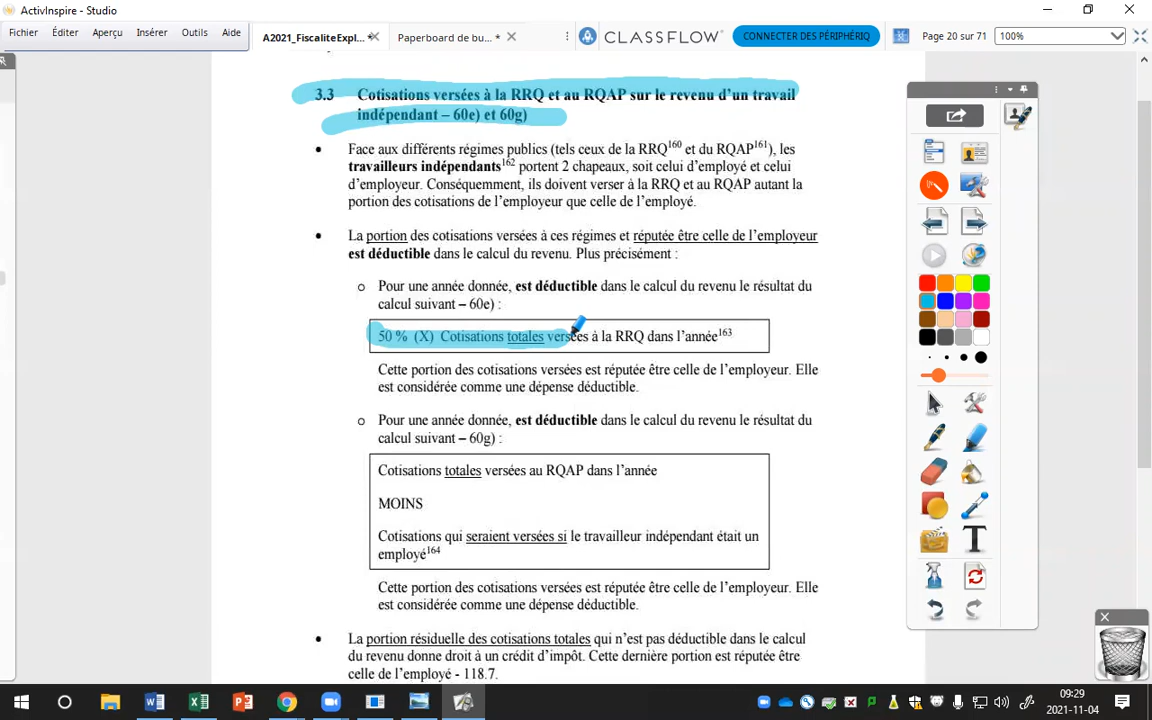 ActivInspire - Studio
Fichier Éditer Aperçu Insérer Outils Aide
A2021_FiscaliteExpl...
Paperboard de bu... *
CLASSFLOW
CONNECTER DES PÉRIPHÉRIQ
Page 20 sur 71
100%
3.3 Cotisations versées à la RRQ et au RQAP sur le revenu d'un travail
indépendant – 60e) et 60g)
• Face aux différents régimes publics (tels ceux de la RRQ160 et du RQAP161), les
travailleurs indépendants162 portent 2 chapeaux, soit celui d'employé et celui
d'employeur. Conséquemment, ils doivent verser à la RRQ et au RQAP autant la
portion des cotisations de l'employeur que celle de l'employé.
• La portion des cotisations versées à ces régimes et réputée être celle de l'employeur
est déductible dans le calcul du revenu. Plus précisément :
o Pour une année donnée, est déductible dans le calcul du revenu le résultat du
calcul suivant – 60e) :
50 % (X) Cotisations totales versées à la RRQ dans l'année163
Cette portion des cotisations versées est réputée être celle de l'employeur. Elle
est considérée comme une dépense déductible.
o Pour une année donnée, est déductible dans le calcul du revenu le résultat du
calcul suivant – 60g) :
Cotisations totales versées au RQAP dans l'année
MOINS
Cotisations qui seraient versées si le travailleur indépendant était un
employé164
Cette portion des cotisations versées est réputée être celle de l'employeur. Elle
est considérée comme une dépense déductible.
• La portion résiduelle des cotisations totales qui n'est pas déductible dans le calcul
du revenu donne droit à un crédit d'impôt. Cette dernière portion est réputée être
celle de l'employé - 118.7.
09:29
2021-11-04